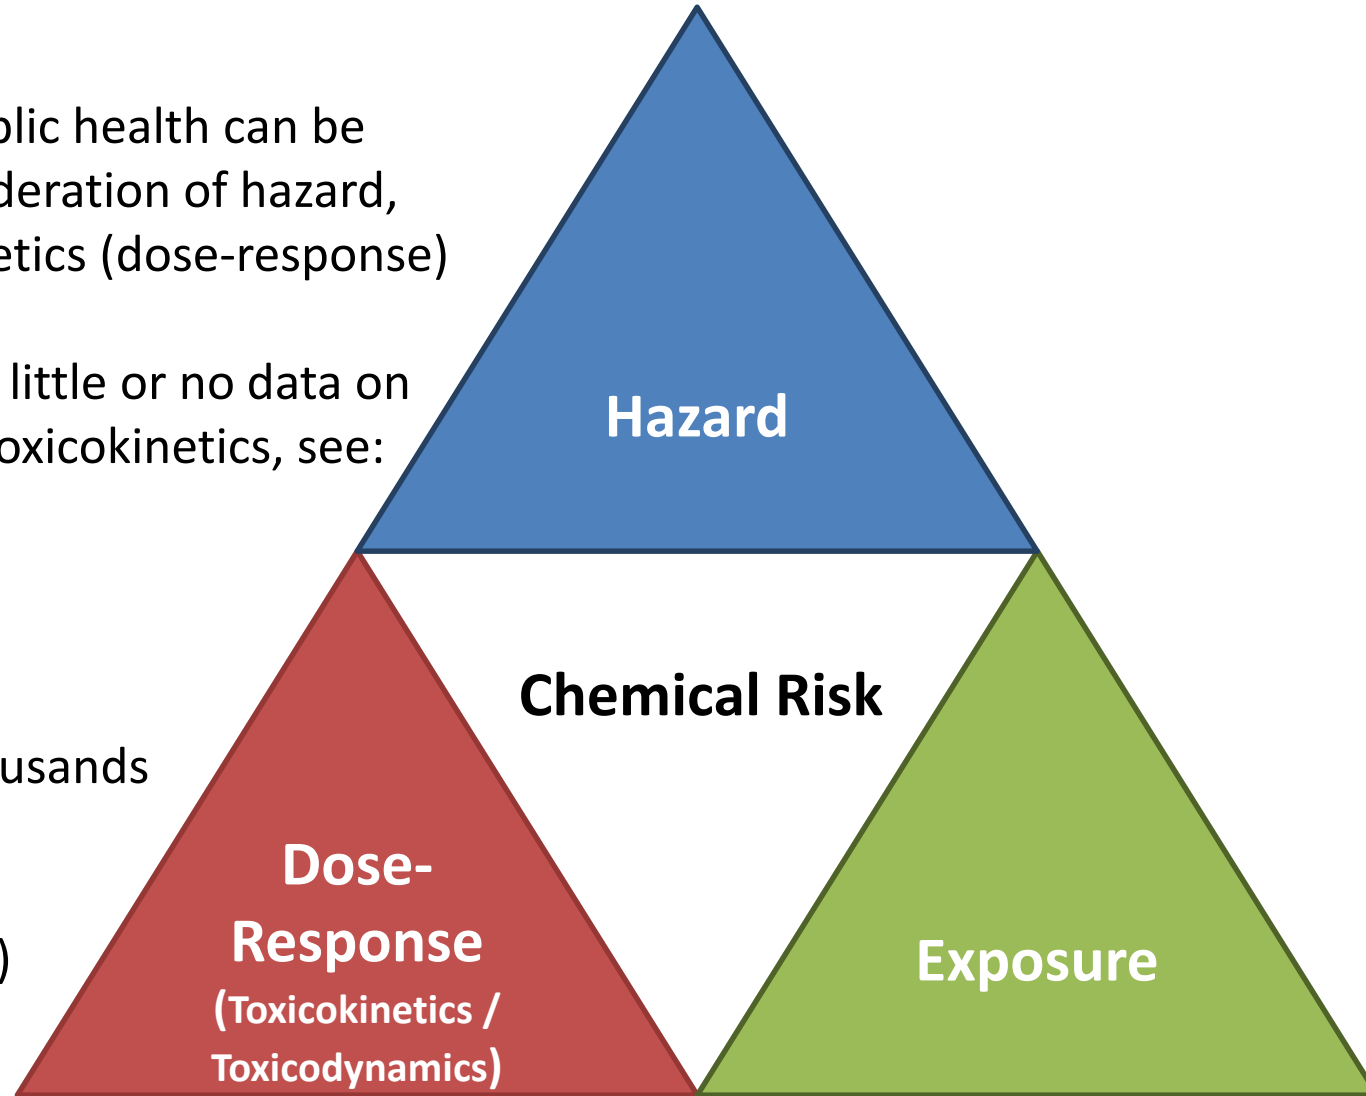 blic health can be
deration of hazard,
etics (dose-response)
little or no data on
oxicokinetics, see:
usands
)
Hazard
Chemical Risk
Dose-
Response
(Toxicokinetics /
Toxicodynamics)
Exposure